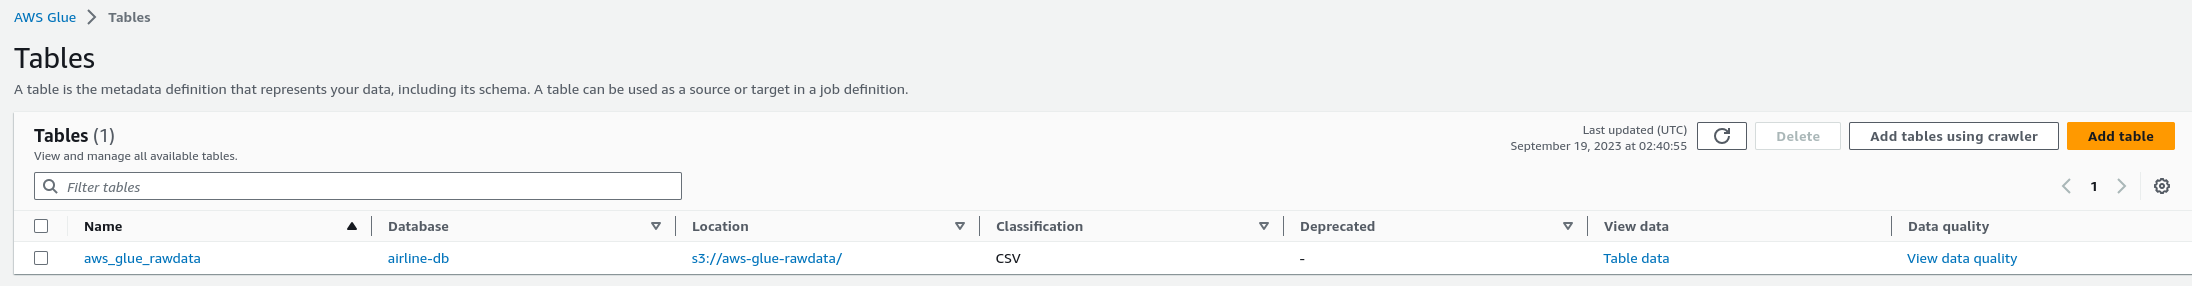 AWS Glue > Tables
Tables
A table is the metadata definition that represents your data, including its schema. A table can be used as a source or target in a job definition.
Tables (1)
View and manage all available tables.
Last updated (UTC)
September 19, 2023 at 02:40:55
Delete
Add tables using crawler
Add table
Filter tables
1
Name Database Location Classification Deprecated View data Data quality
aws_glue_rawdata airline-db s3://aws-glue-rawdata/ CSV - Table data View data quality